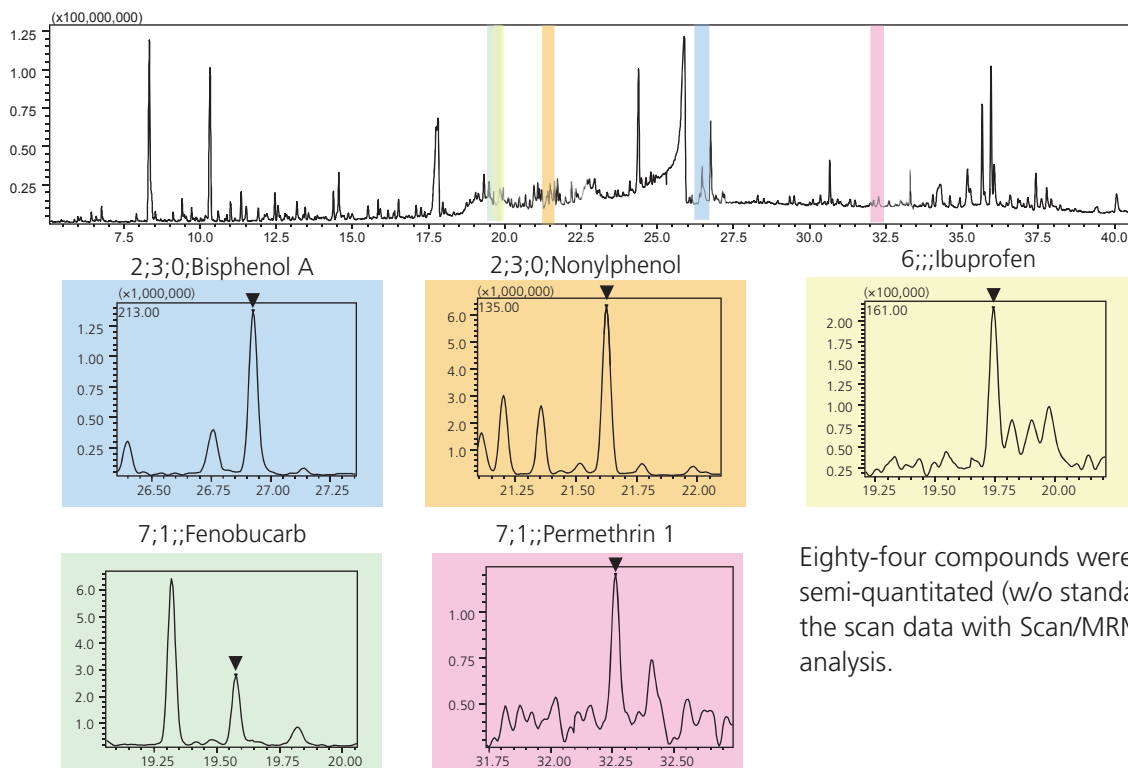 (x100,000,000)
1.25
1.00
0.75
0.50
0.25
7.5 10.0 12.5 15.0 17.5 20.0 22.5 25.0 27.5 30.0 32.5 35.0 37.5 40.0
2;3;0;Bisphenol A
(×1,000,000)
213.00
1.25
1.00
0.75
0.50
0.25
26.50 26.75 27.00 27.25
2;3;0;Nonylphenol
(×1,000,000)
135.00
6.0
5.0
4.0
3.0
2.0
1.0
21.25 21.50 21.75 22.00
6;;;Ibuprofen
(×100,000)
161.00
2.00
1.75
1.50
1.25
1.00
0.75
0.50
0.25
19.25 19.50 19.75 20.00
7;1;;Fenobucarb
6.0
5.0
4.0
3.0
2.0
1.0
19.25 19.50 19.75 20.00
7;1;;Permethrin 1
1.00
0.75
0.50
31.75 32.00 32.25 32.50
Eighty-four compounds were
semi-quantitated (w/o standa
the scan data with Scan/MRM
analysis.